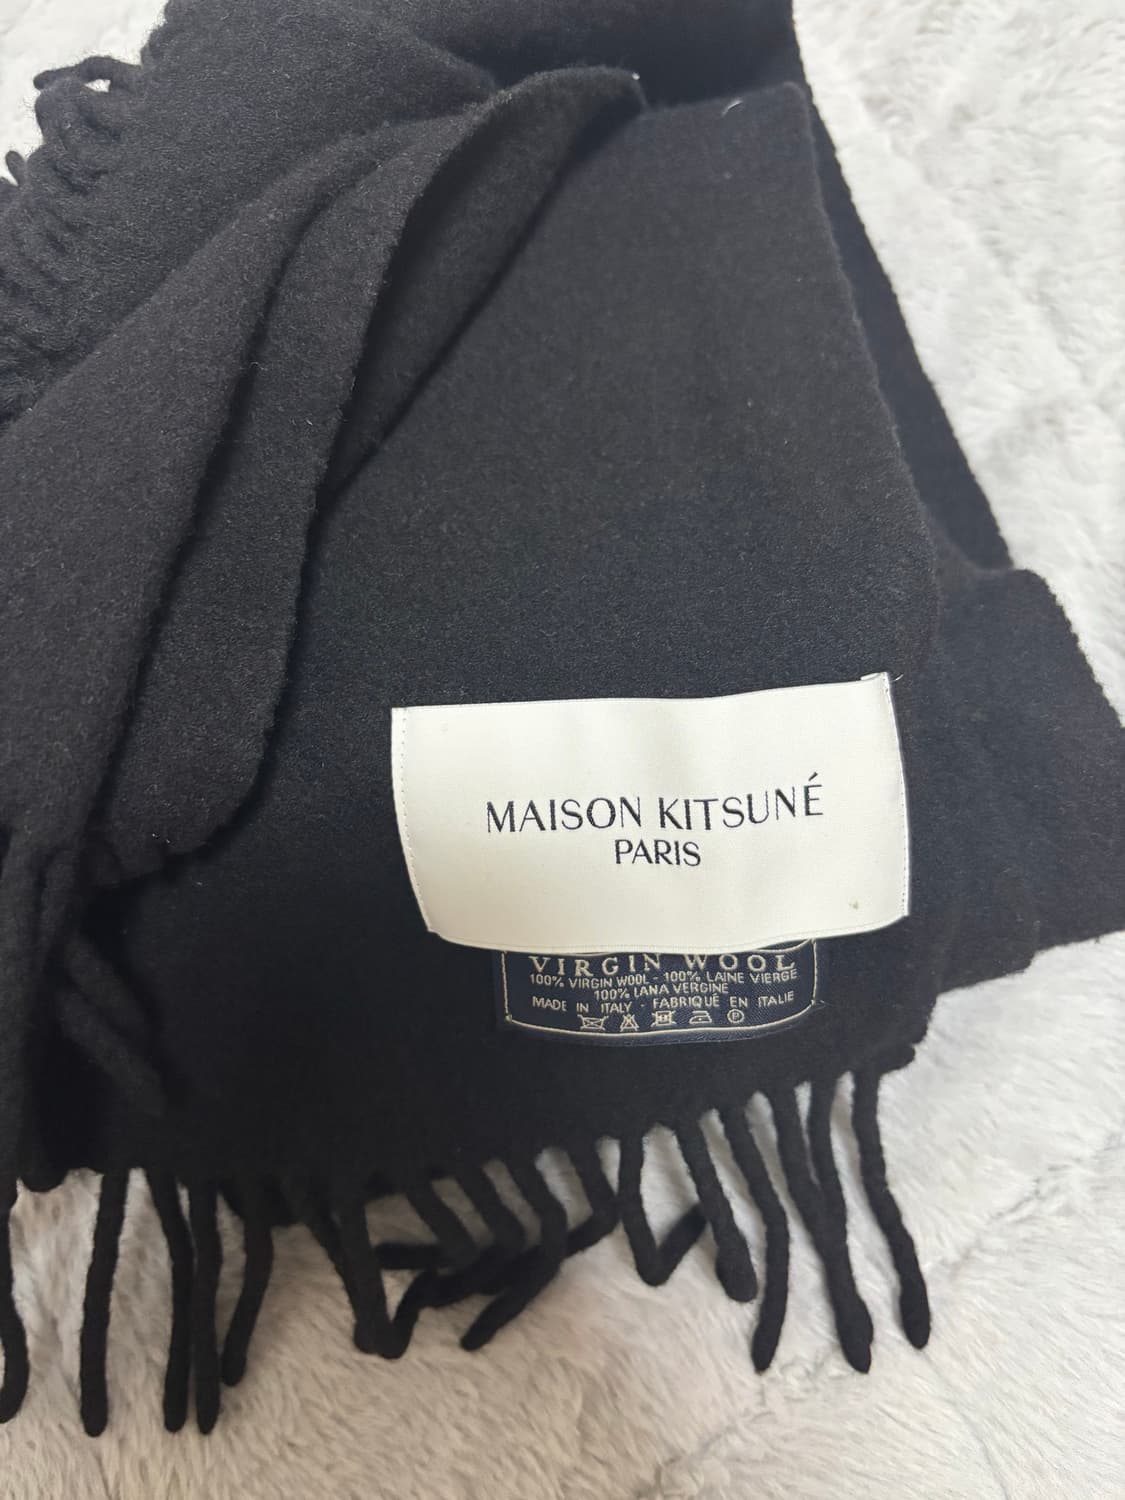 MAISON KITSUNÉ
PARIS
VIRGIN WOOL
100% VIRGIN WOOL - 100% LAINE VIERGE
100% LANA VERGINE
MADE IN ITALY - FABRIQUÉ EN ITALIE
P